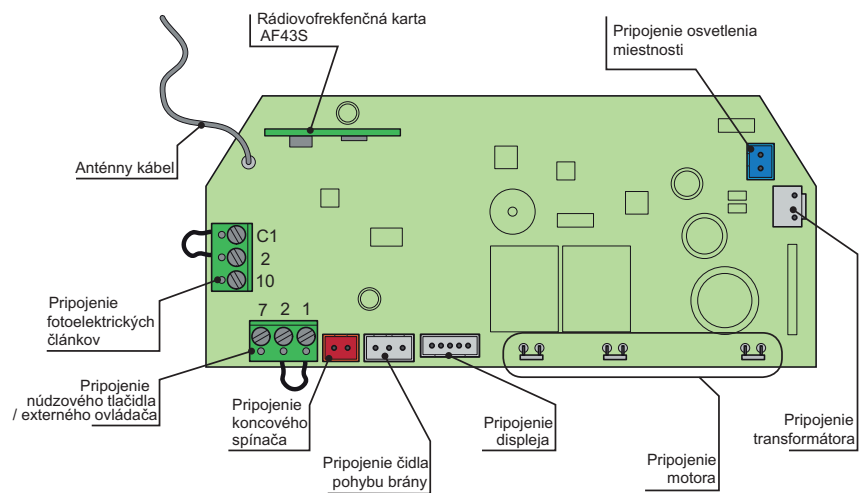 Rádiovofrekfenčná karta
AF43S
Pripojenie osvetlenia
miestnosti
Anténny kábel
C1
2
10
Pripojenie
fotoelektrických
článkov
7 2 1
Pripojenie
núdzového tlačidla
/ externého ovládača
Pripojenie
koncového
spínača
Pripojenie čidla
pohybu brány
Pripojenie
displeja
Pripojenie
motora
Pripojenie
transformátora